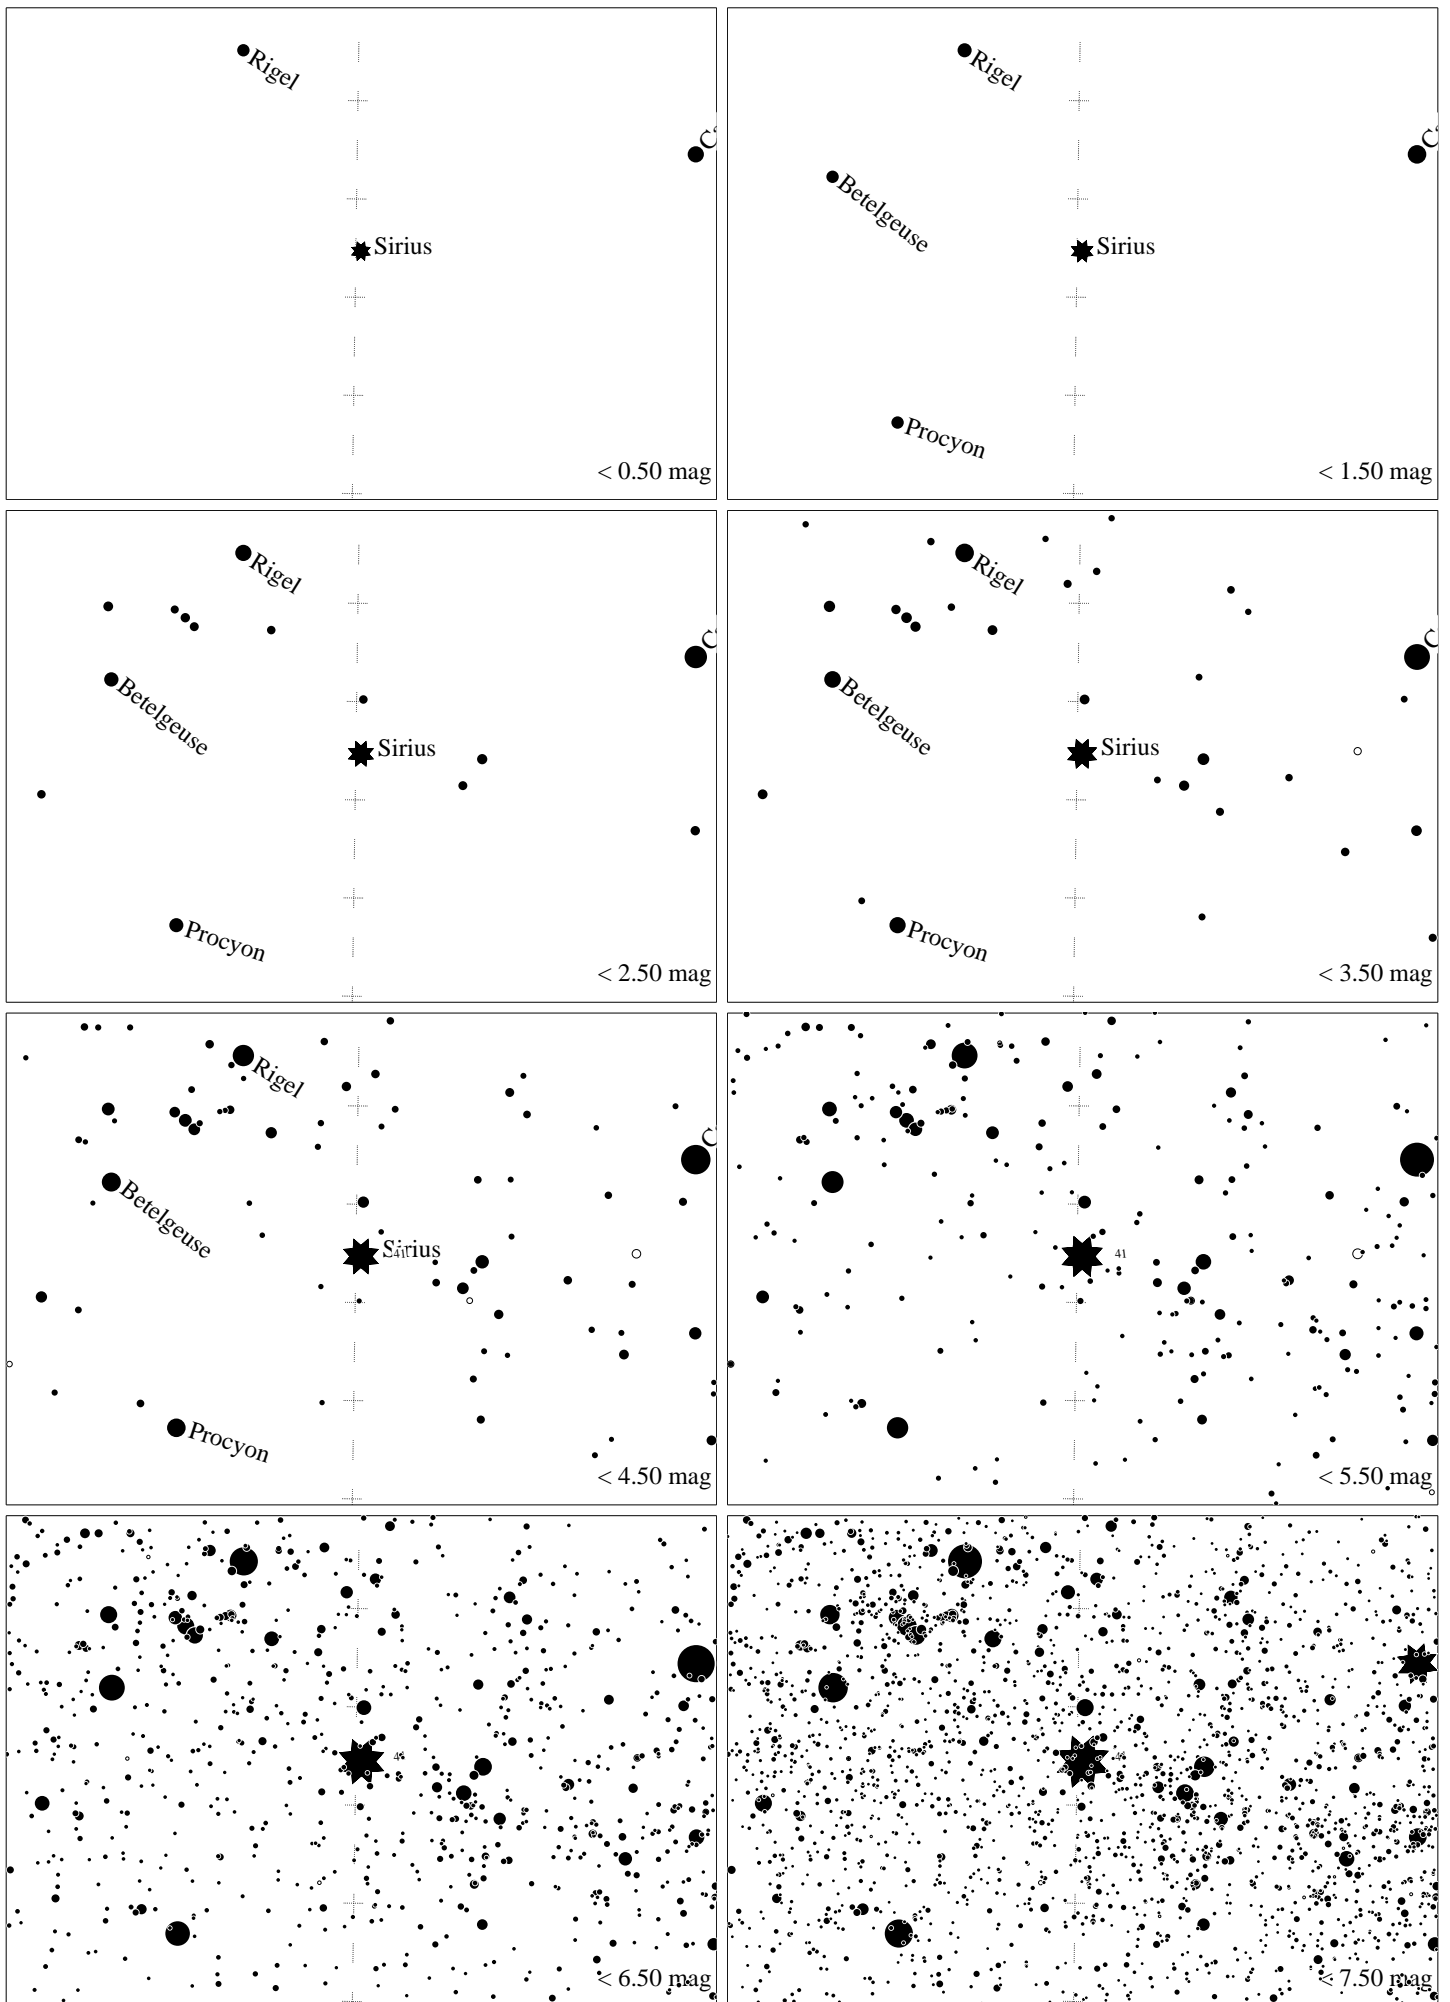 Rigel
Sirius
< 0.50 mag
Rigel
Betelgeuse
Sirius
Procyon
< 1.50 mag
Rigel
Betelgeuse
Sirius
Procyon
< 2.50 mag
Rigel
Betelgeuse
Sirius
Procyon
< 3.50 mag
Rigel
Betelgeuse
Sirius
41
Procyon
< 4.50 mag
41
< 5.50 mag
< 6.50 mag
< 7.50 mag